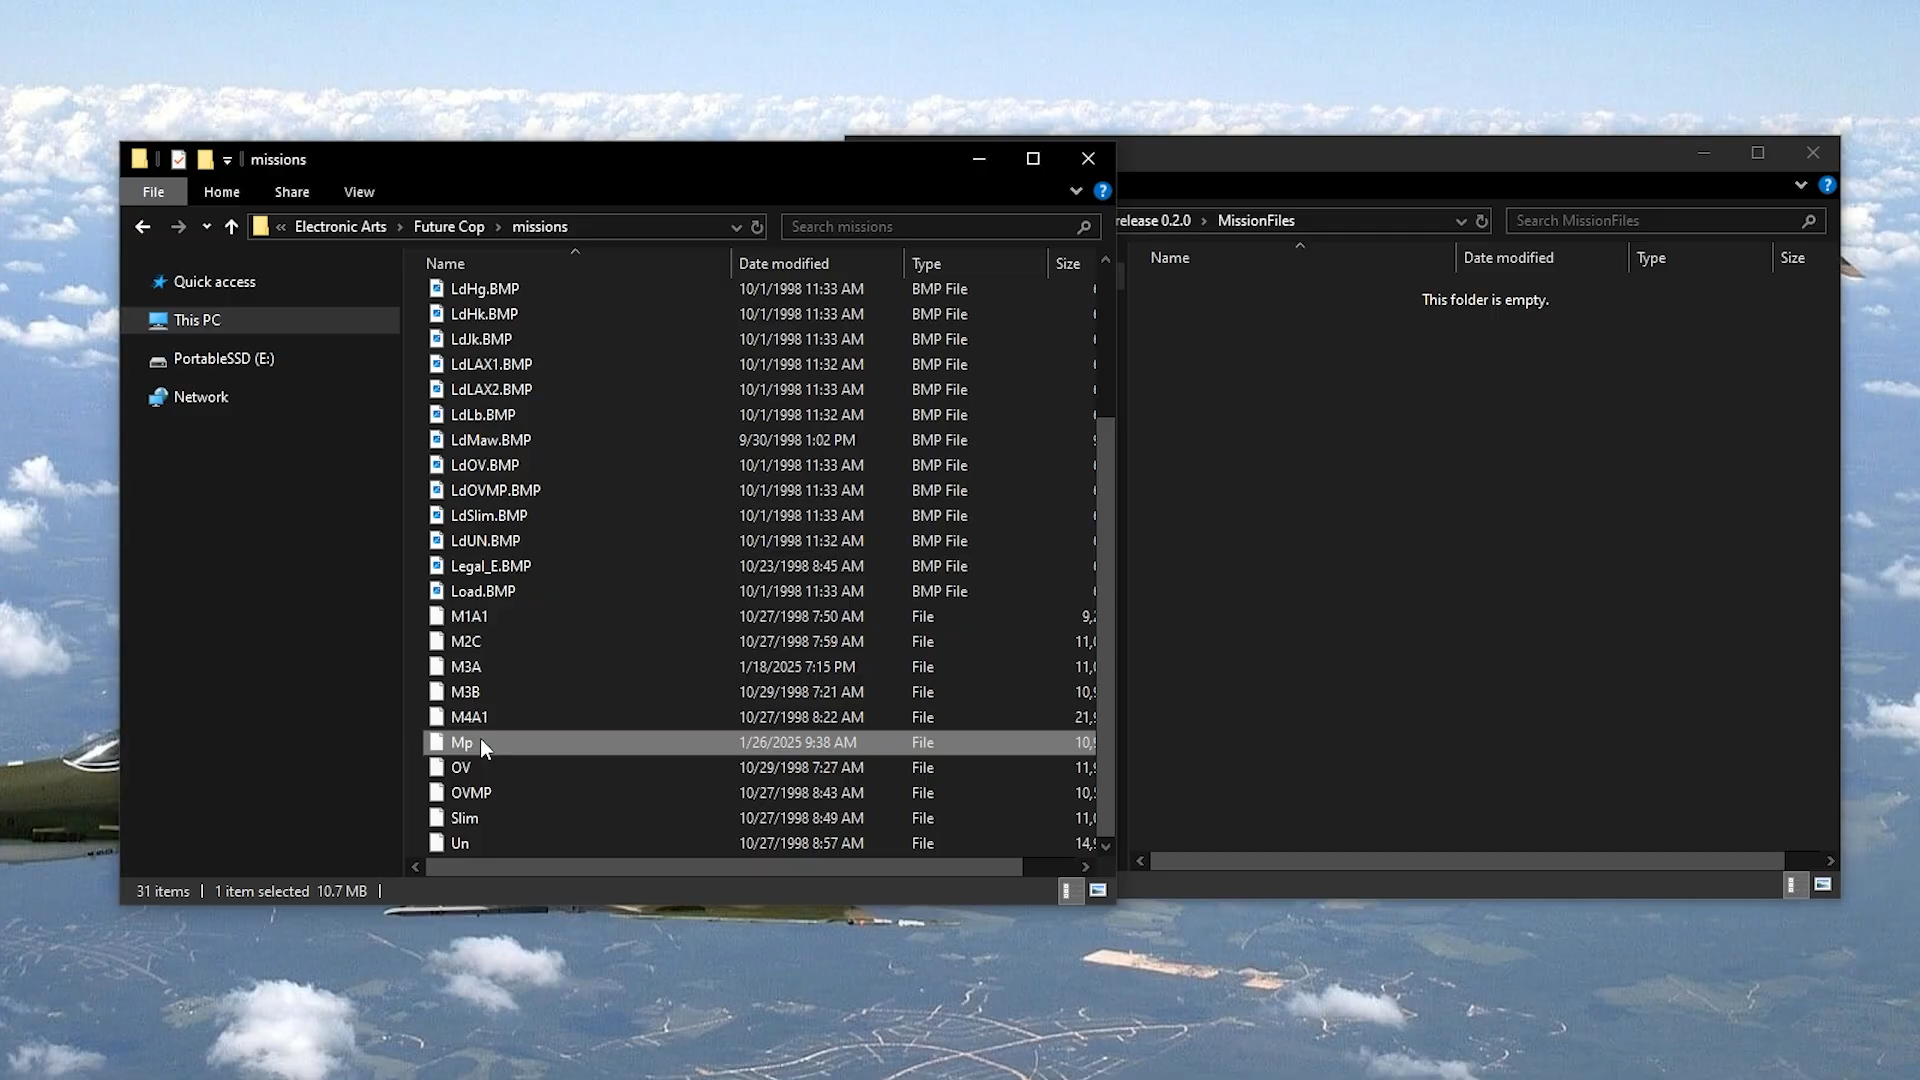 missions
File Home Share View
« Electronic Arts > Future Cop > missions
Search missions
Quick access
This PC
PortableSSD (E:)
Network
Name Date modified Type Size
LdHg.BMP 10/1/1998 11:33 AM BMP File
LdHk.BMP 10/1/1998 11:33 AM BMP File
LdJk.BMP 10/1/1998 11:33 AM BMP File
LdLAX1.BMP 10/1/1998 11:32 AM BMP File
LdLAX2.BMP 10/1/1998 11:33 AM BMP File
LdLb.BMP 10/1/1998 11:32 AM BMP File
LdMaw.BMP 9/30/1998 1:02 PM BMP File
LdOV.BMP 10/1/1998 11:33 AM BMP File
LdOVMP.BMP 10/1/1998 11:33 AM BMP File
LdSlim.BMP 10/1/1998 11:33 AM BMP File
LdUN.BMP 10/1/1998 11:32 AM BMP File
Legal_E.BMP 10/23/1998 8:45 AM BMP File
Load.BMP 10/1/1998 11:33 AM BMP File
M1A1 10/27/1998 7:50 AM File
M2C 10/27/1998 7:59 AM File
M3A 1/18/2025 7:15 PM File
M3B 10/29/1998 7:21 AM File
M4A1 10/27/1998 8:22 AM File
Mp 1/26/2025 9:38 AM File
OV 10/29/1998 7:27 AM File
OVMP 10/27/1998 8:43 AM File
Slim 10/27/1998 8:49 AM File
Un 10/27/1998 8:57 AM File
31 items | 1 item selected 10.7 MB |
release 0.2.0 > MissionFiles
Search MissionFiles
Name Date modified Type Size
This folder is empty.